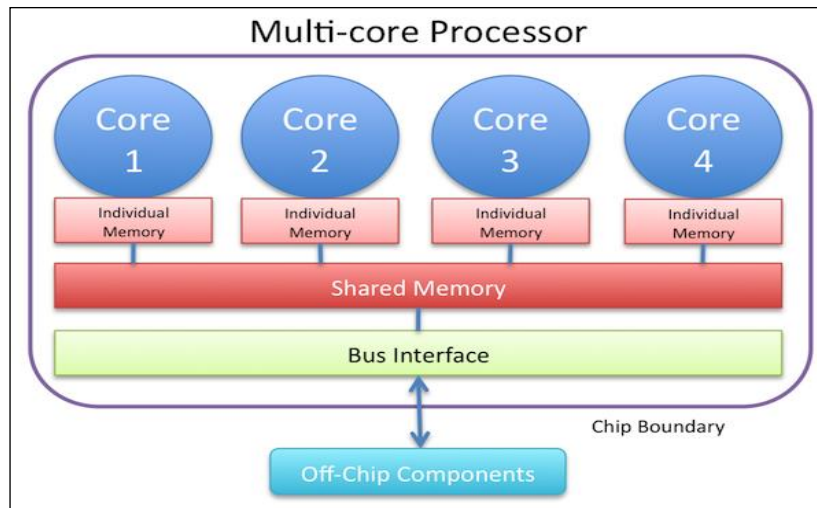 Multi-core Processor
Core
1
Core
2
Core
3
Core
4
Individual
Memory
Individual
Memory
Individual
Memory
Individual
Memory
Shared Memory
Bus Interface
Chip Boundary
Off-Chip Components